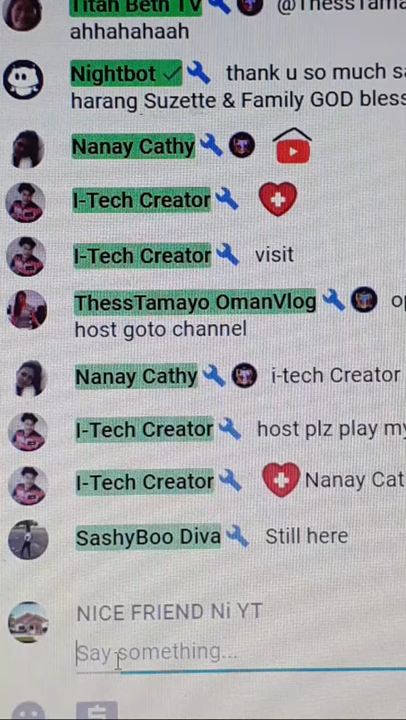 Titan Beth TV @ThessTama
ahhahahaah
Nightbot thank u so much
harang Suzette & Family GOD bless
Nanay Cathy
I-Tech Creator
I-Tech Creator visit
ThessTamayo OmanVlog
host goto channel
Nanay Cathy i-tech Creator
I-Tech Creator host plz play my
I-Tech Creator Nanay Cat
SashyBoo Diva Still here
NICE FRIEND Ni YT
Say something...